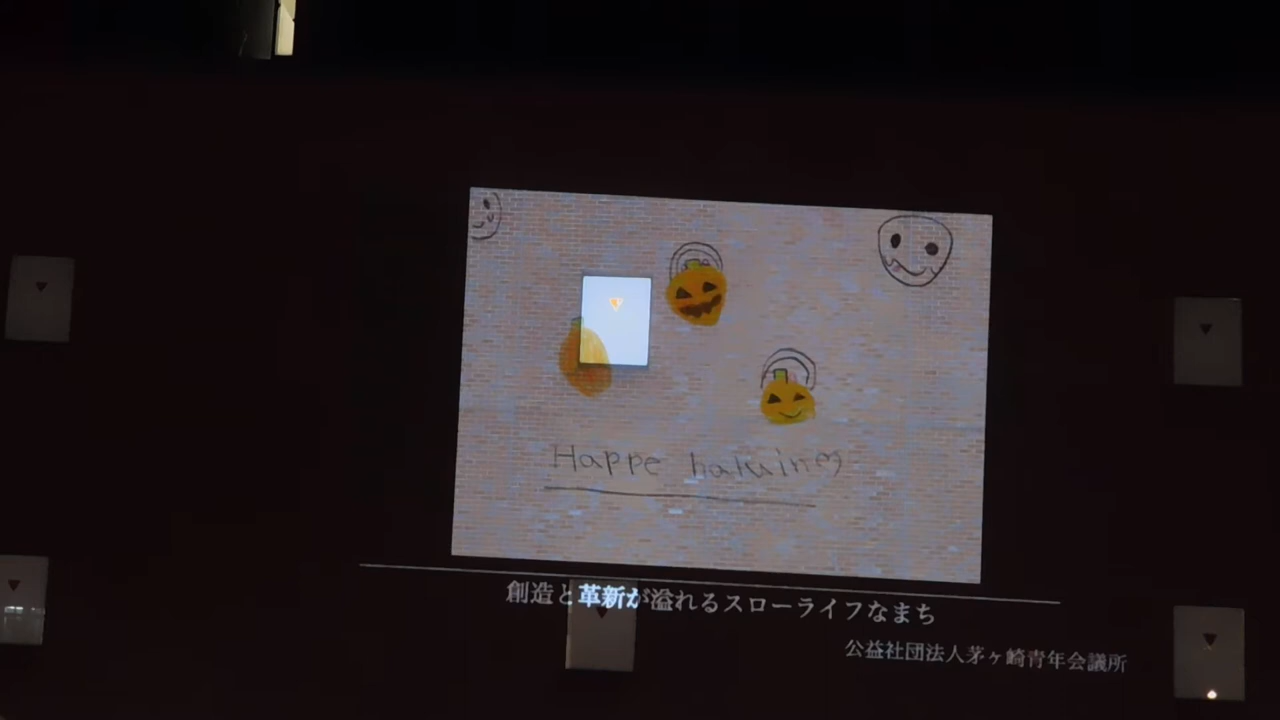 Happe haluineg
創造と革新が溢れるスローライフなまち
公益社団法人茅ヶ崎青年会議所